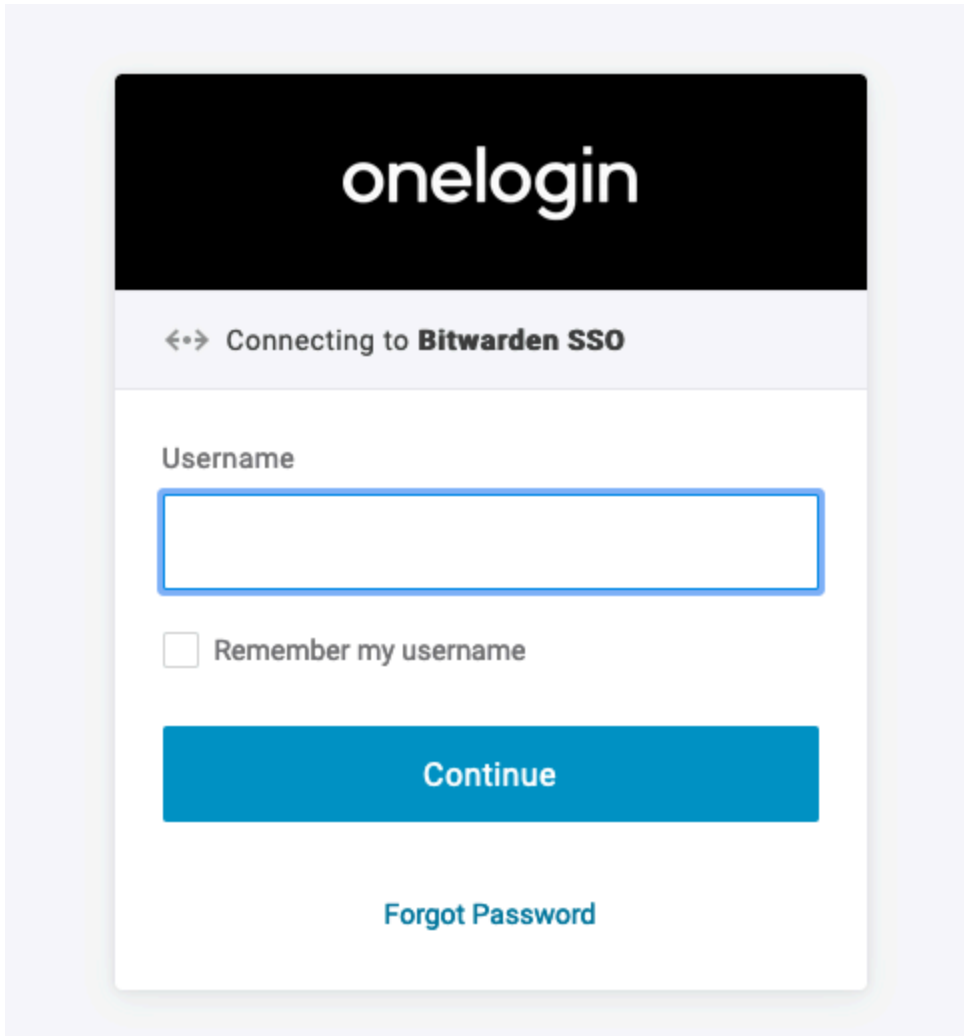 onelogin
Connecting to Bitwarden SSO
Username
Remember my username
Continue
Forgot Password